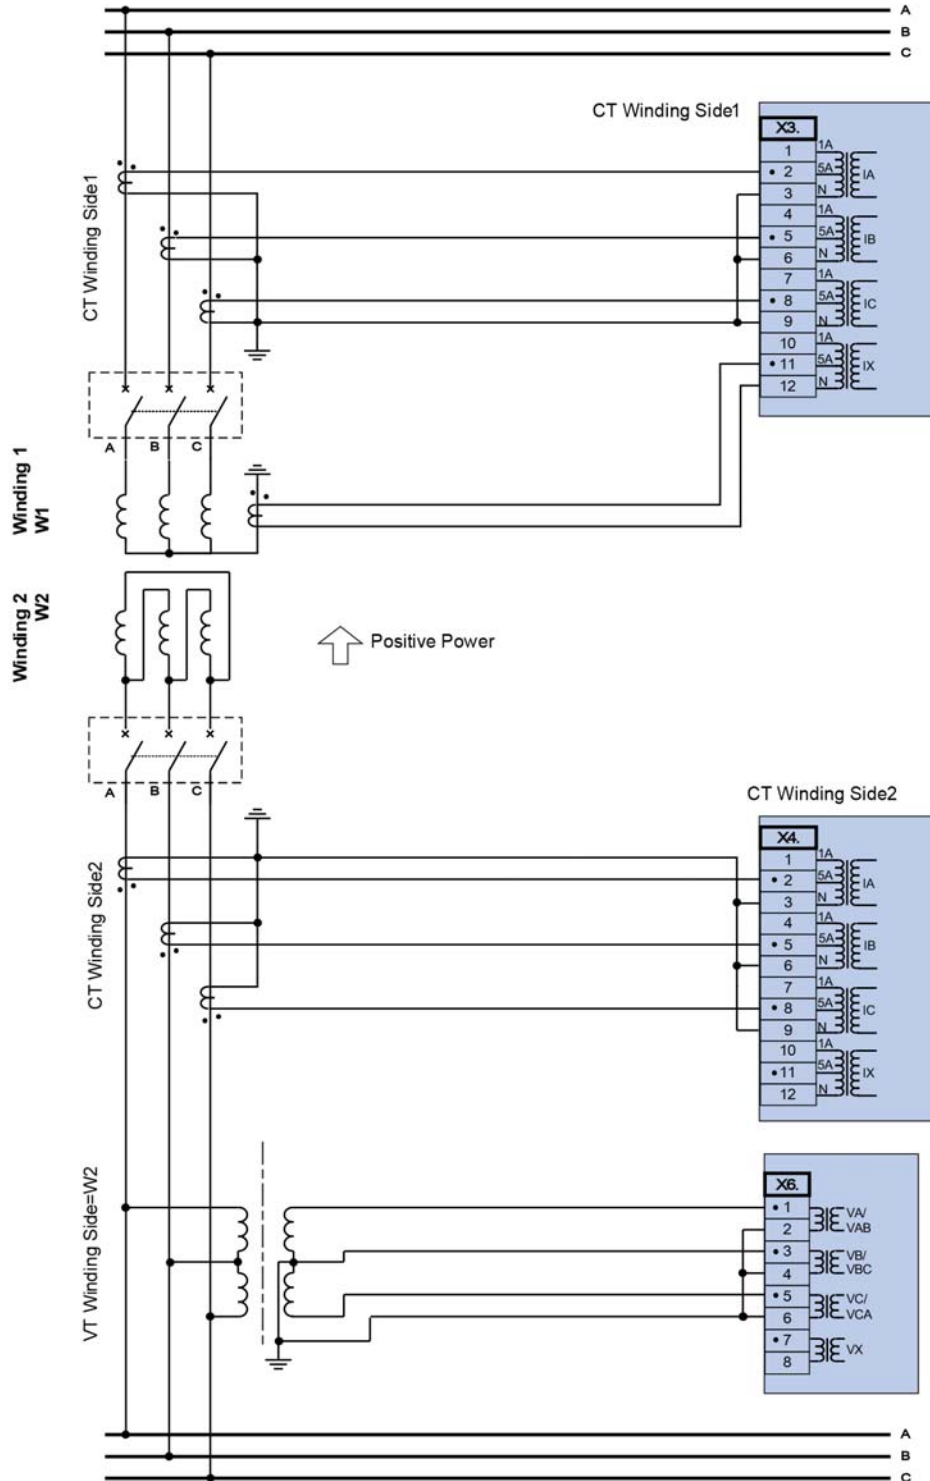 A
B
C
CT Winding Side1
X3.
1
1A
• 2
5A
IA
3
N
4
1A
• 5
5A
IB
6
N
7
1A
• 8
5A
IC
9
N
10
1A
• 11
5A
IX
12
N
CT Winding Side1
A B C
Winding 1
W1
Winding 2
W2
Positive Power
A B C
CT Winding Side2
X4.
1
1A
• 2
5A
IA
3
N
4
1A
• 5
5A
IB
6
N
7
1A
• 8
5A
IC
9
N
10
1A
• 11
5A
IX
12
N
CT Winding Side2
VT Winding Side=W2
X6.
• 1
VA/
2
VAB
• 3
VB/
4
VBC
• 5
VC/
6
VCA
• 7
VX
8
A
B
C